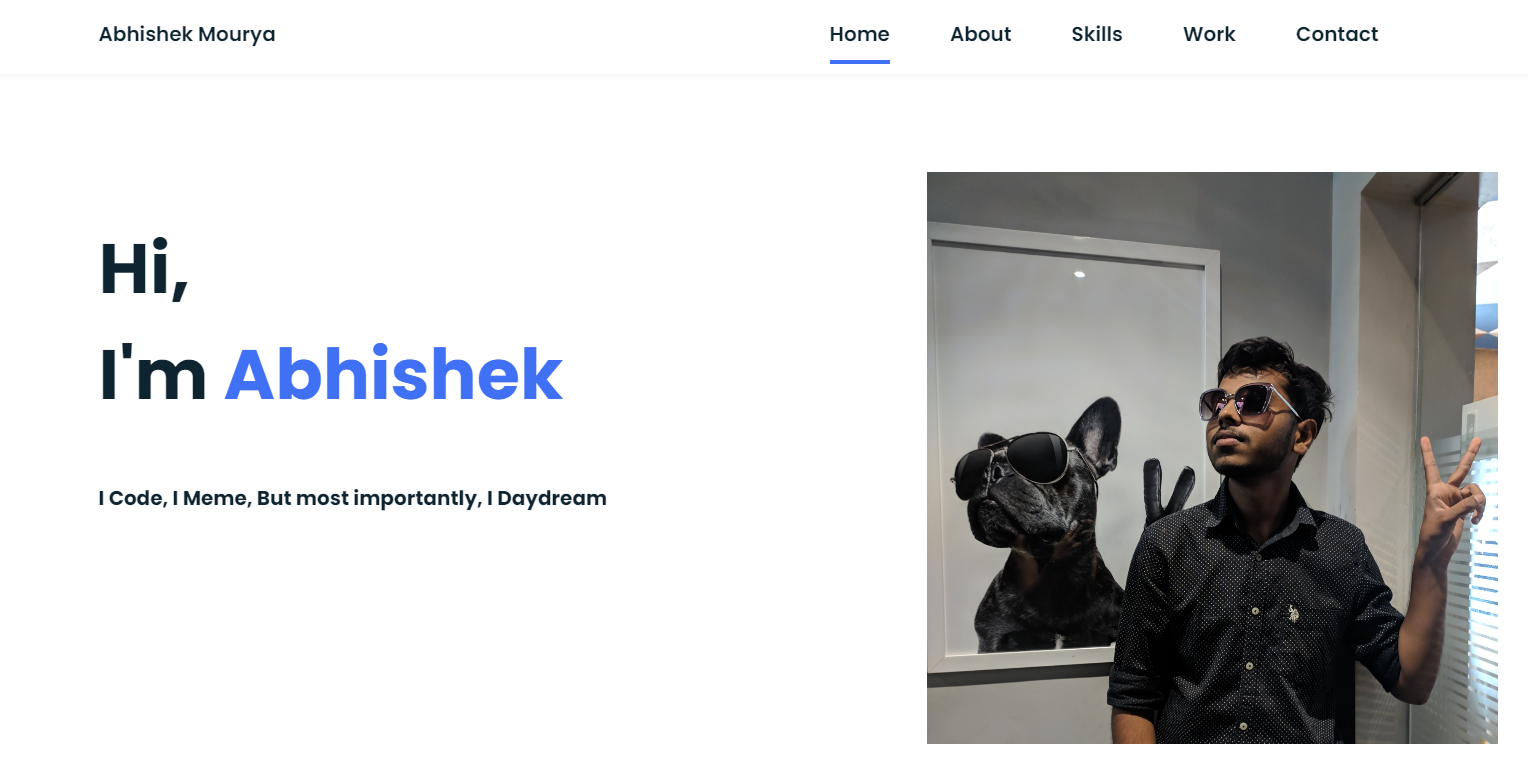 Abhishek Mourya
Home About Skills Work Contact
Hi,
I'm Abhishek
I Code, I Meme, But most importantly, I Daydream